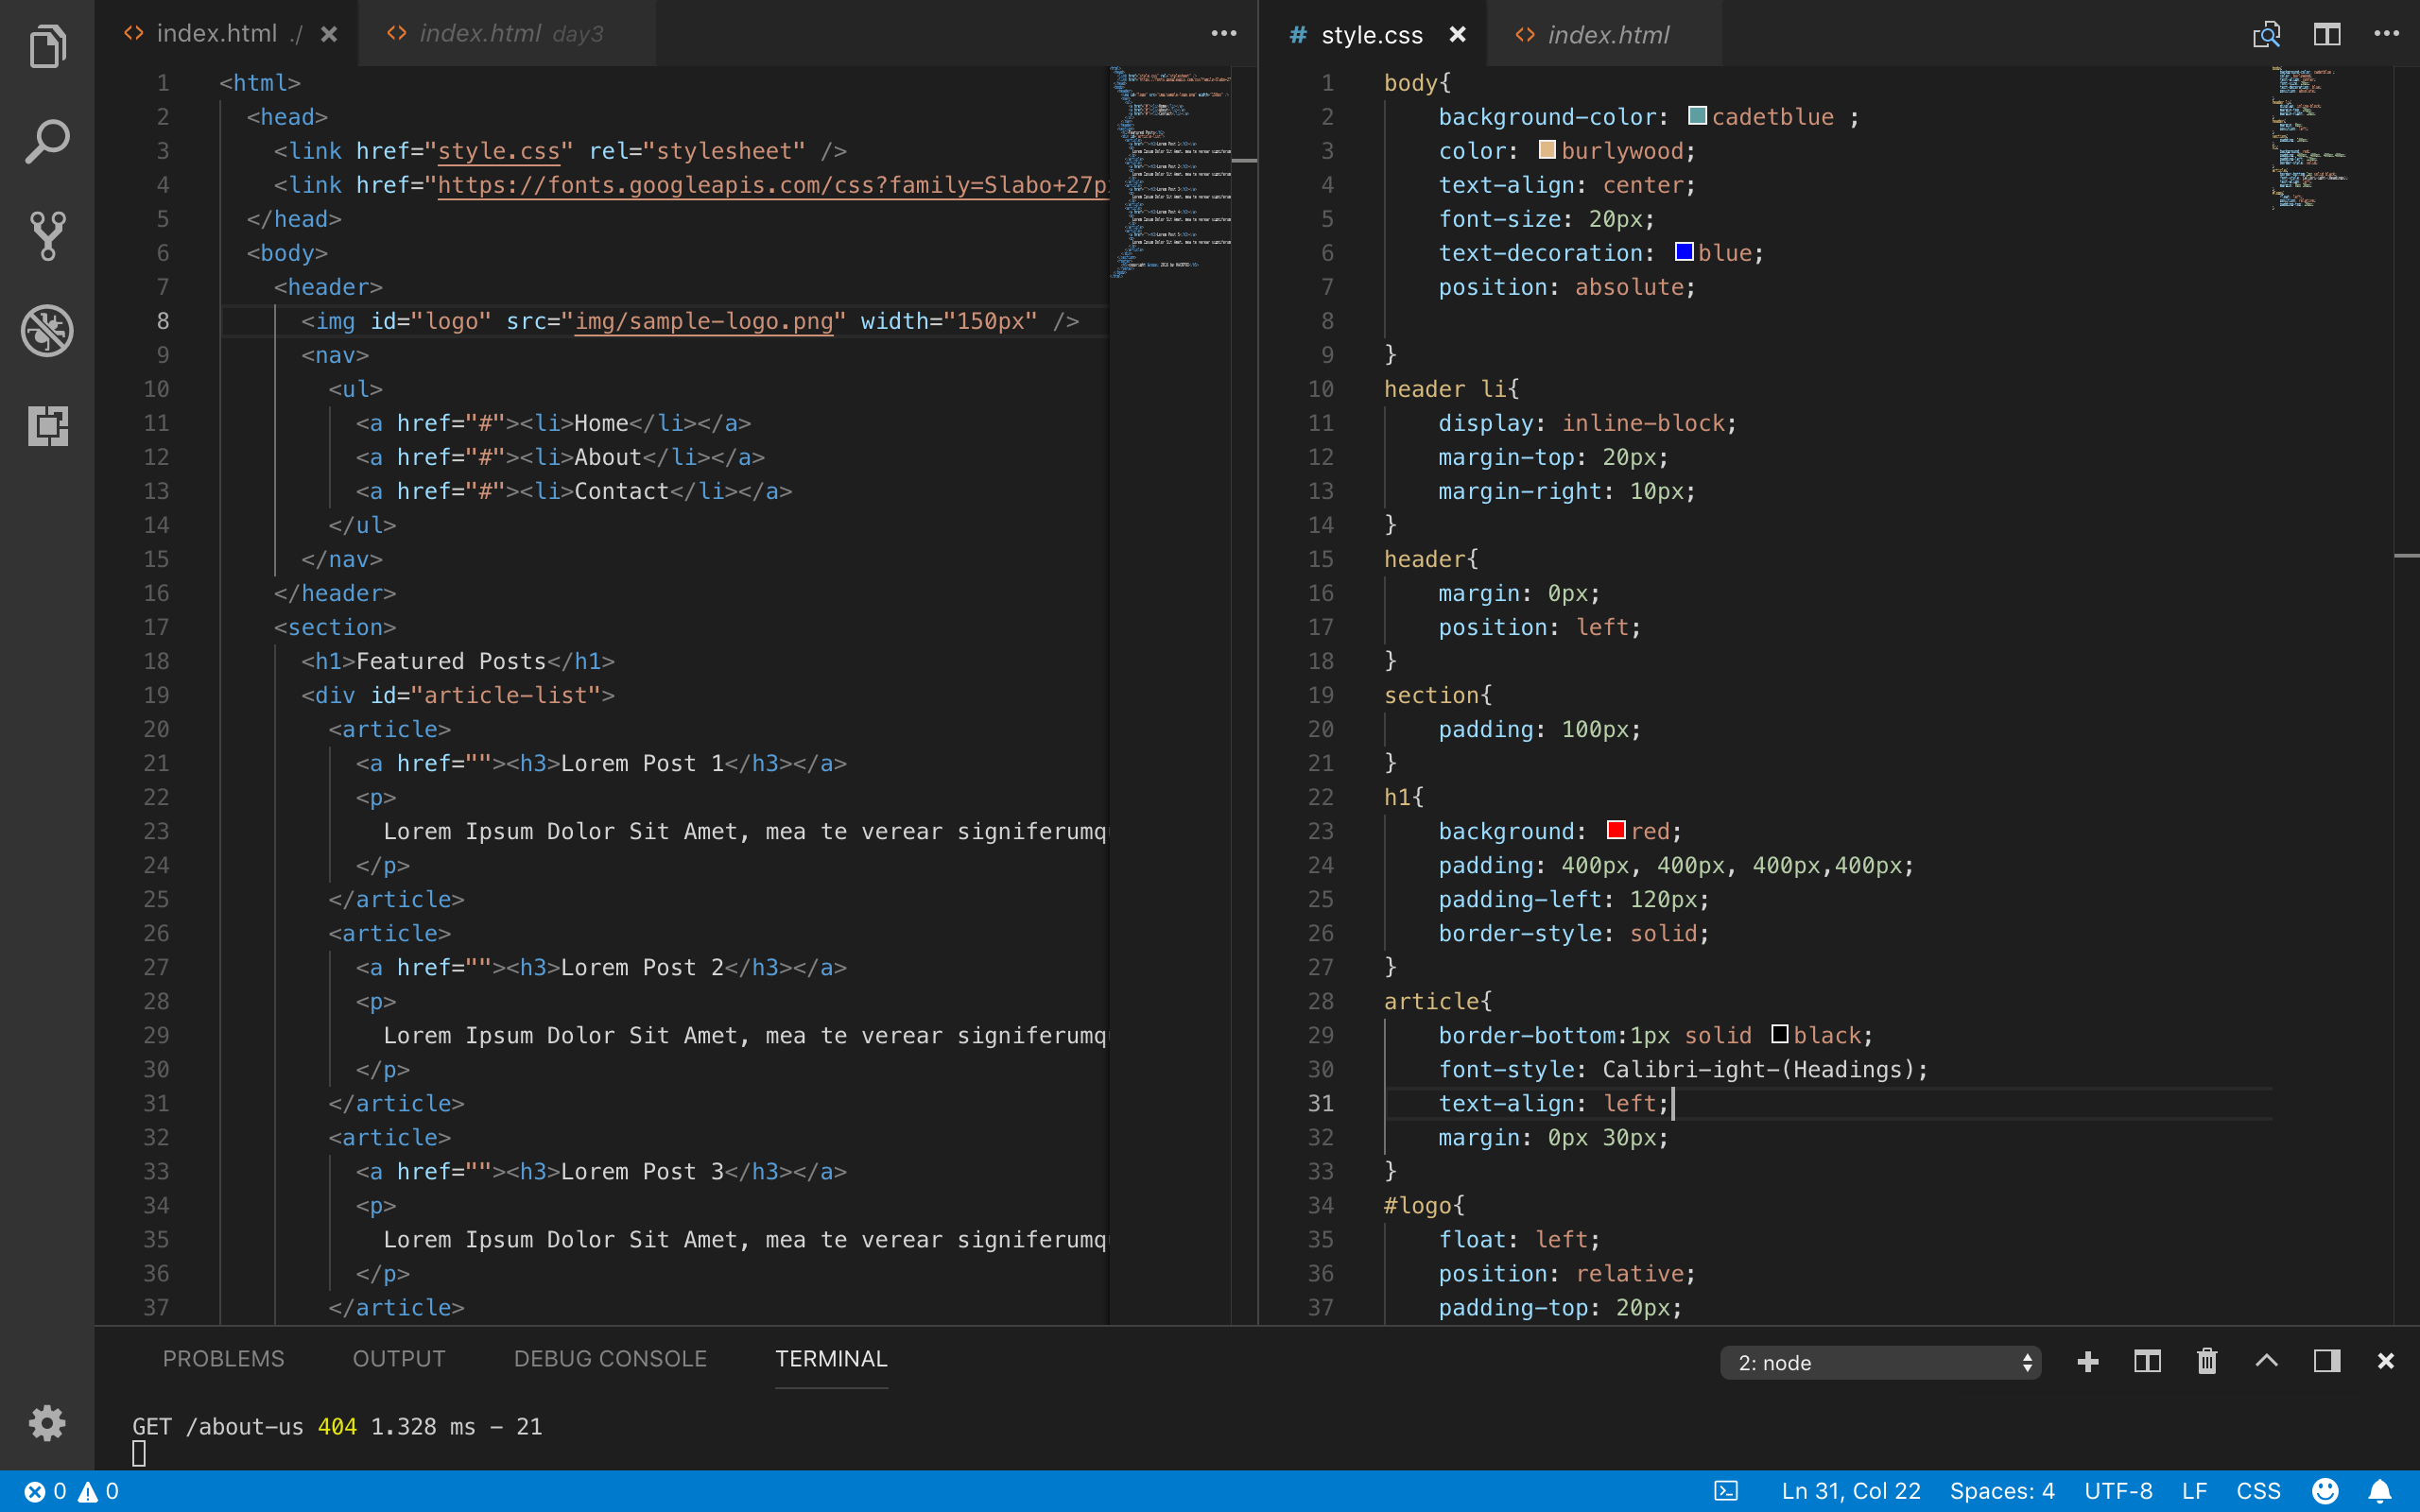 index.html ./
index.html day3
1 <html>
2 <head>
3 <link href="style.css" rel="stylesheet" />
4 <link href="https://fonts.googleapis.com/css?family=Slabo+27p
5 </head>
6 <body>
7 <header>
8 <img id="logo" src="img/sample-logo.png" width="150px" />
9 <nav>
10 <ul>
11 <a href="#"><li>Home</li></a>
12 <a href="#"><li>About</li></a>
13 <a href="#"><li>Contact</li></a>
14 </ul>
15 </nav>
16 </header>
17 <section>
18 <h1>Featured Posts</h1>
19 <div id="article-list">
20 <article>
21 <a href=""><h3>Lorem Post 1</h3></a>
22 <p>
23 Lorem Ipsum Dolor Sit Amet, mea te verear signiferumq
24 </p>
25 </article>
26 <article>
27 <a href=""><h3>Lorem Post 2</h3></a>
28 <p>
29 Lorem Ipsum Dolor Sit Amet, mea te verear signiferumq
30 </p>
31 </article>
32 <article>
33 <a href=""><h3>Lorem Post 3</h3></a>
34 <p>
35 Lorem Ipsum Dolor Sit Amet, mea te verear signiferumq
36 </p>
37 </article>
# style.css
index.html
1 body{
2 background-color: cadetblue ;
3 color: burlywood;
4 text-align: center;
5 font-size: 20px;
6 text-decoration: blue;
7 position: absolute;
8
9 }
10 header li{
11 display: inline-block;
12 margin-top: 20px;
13 margin-right: 10px;
14 }
15 header{
16 margin: 0px;
17 position: left;
18 }
19 section{
20 padding: 100px;
21 }
22 h1{
23 background: red;
24 padding: 400px, 400px, 400px,400px;
25 padding-left: 120px;
26 border-style: solid;
27 }
28 article{
29 border-bottom:1px solid black;
30 font-style: Calibri-ight-(Headings);
31 text-align: left;
32 margin: 0px 30px;
33 }
34 #logo{
35 float: left;
36 position: relative;
37 padding-top: 20px;
PROBLEMS OUTPUT DEBUG CONSOLE TERMINAL
2: node
GET /about-us 404 1.328 ms - 21
0 0
Ln 31, Col 22 Spaces: 4 UTF-8 LF CSS